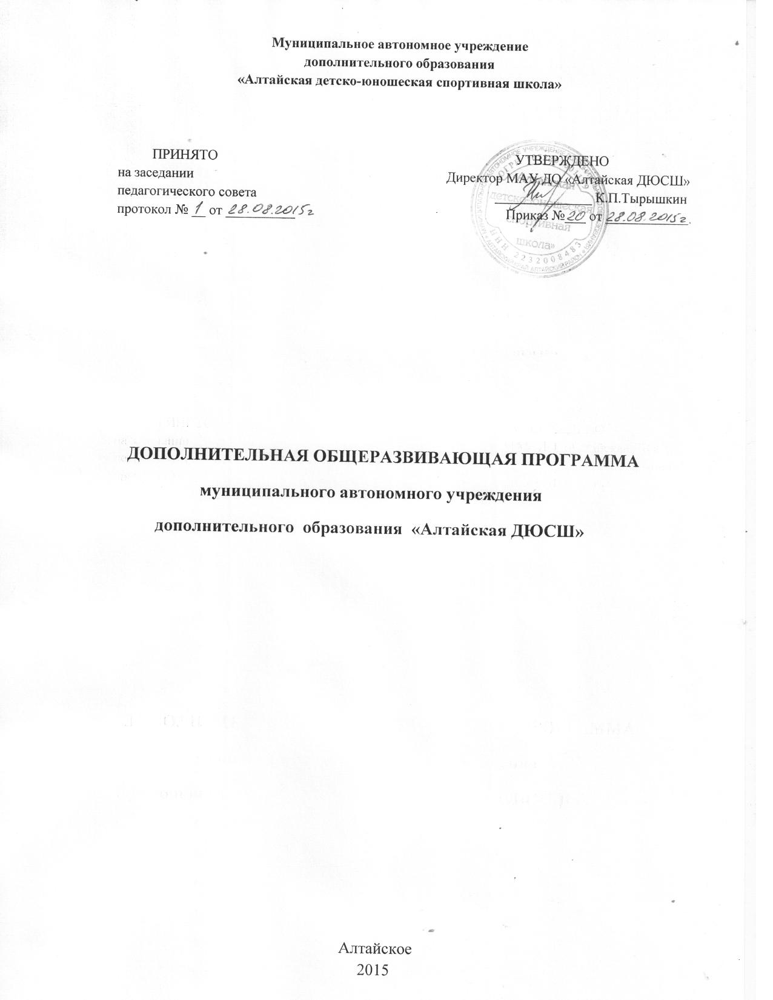 Муниципальное автономное учреждение
дополнительного образования
«Алтайская детско-юношеская спортивная школа»
ПРИНЯТО
на заседании
педагогического совета
протокол № 1 от 28.08.2015г
УТВЕРЖДЕНО
Директор МАУ ДО «Алтайская ДЮСШ»
К.П.Тырышкин
Приказ № 20 от 28.08.2015г.
ОГРН
«Алтайская
детско-юношеская
спортивная
школа»
ИНН 2232008483
ДОПОЛНИТЕЛЬНАЯ ОБЩЕРАЗВИВАЮЩАЯ ПРОГРАММА
муниципального автономного учреждения
дополнительного образования «Алтайская ДЮСШ»
Алтайское
2015